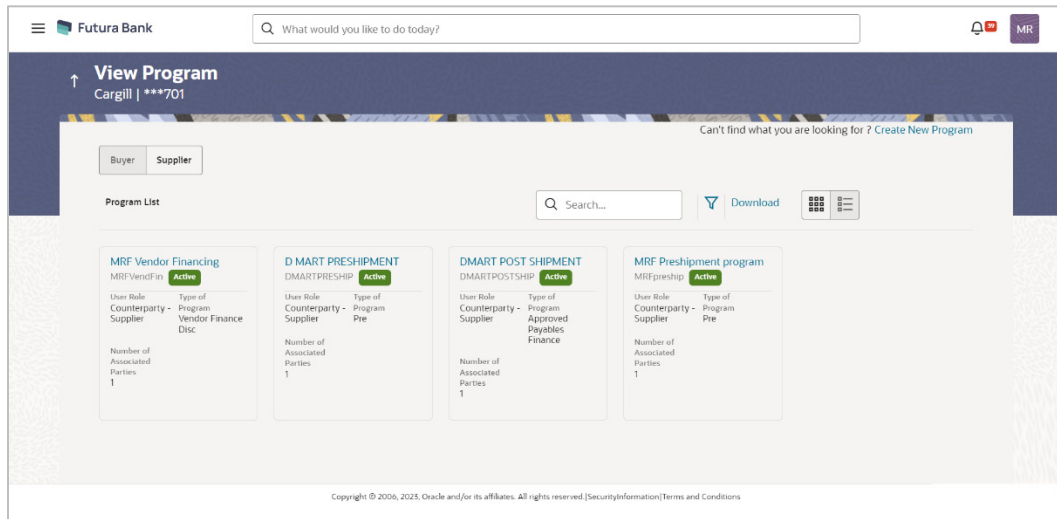 Futura Bank
What would you like to do today?
39
MR
View Program
Cargill | ***701
Can't find what you are looking for ? Create New Program
Buyer
Supplier
Program List
Search...
Download
MRF Vendor Financing
MRFVendFin Active
User Role
Counterparty - Supplier
Type of Program
Vendor Finance Disc
Number of Associated Parties
1
D MART PRESHIPMENT
DMARTPRESHIP Active
User Role
Counterparty - Supplier
Type of Program
Pre
Number of Associated Parties
1
DMART POST SHIPMENT
DMARTPOSTSHIP Active
User Role
Counterparty - Supplier
Type of Program
Approved Payables Finance
Number of Associated Parties
1
MRF Preshipment program
MRFpreship Active
User Role
Counterparty - Supplier
Type of Program
Pre
Number of Associated Parties
1
Copyright © 2006, 2023, Oracle and/or its affiliates. All rights reserved.|SecurityInformation|Terms and Conditions